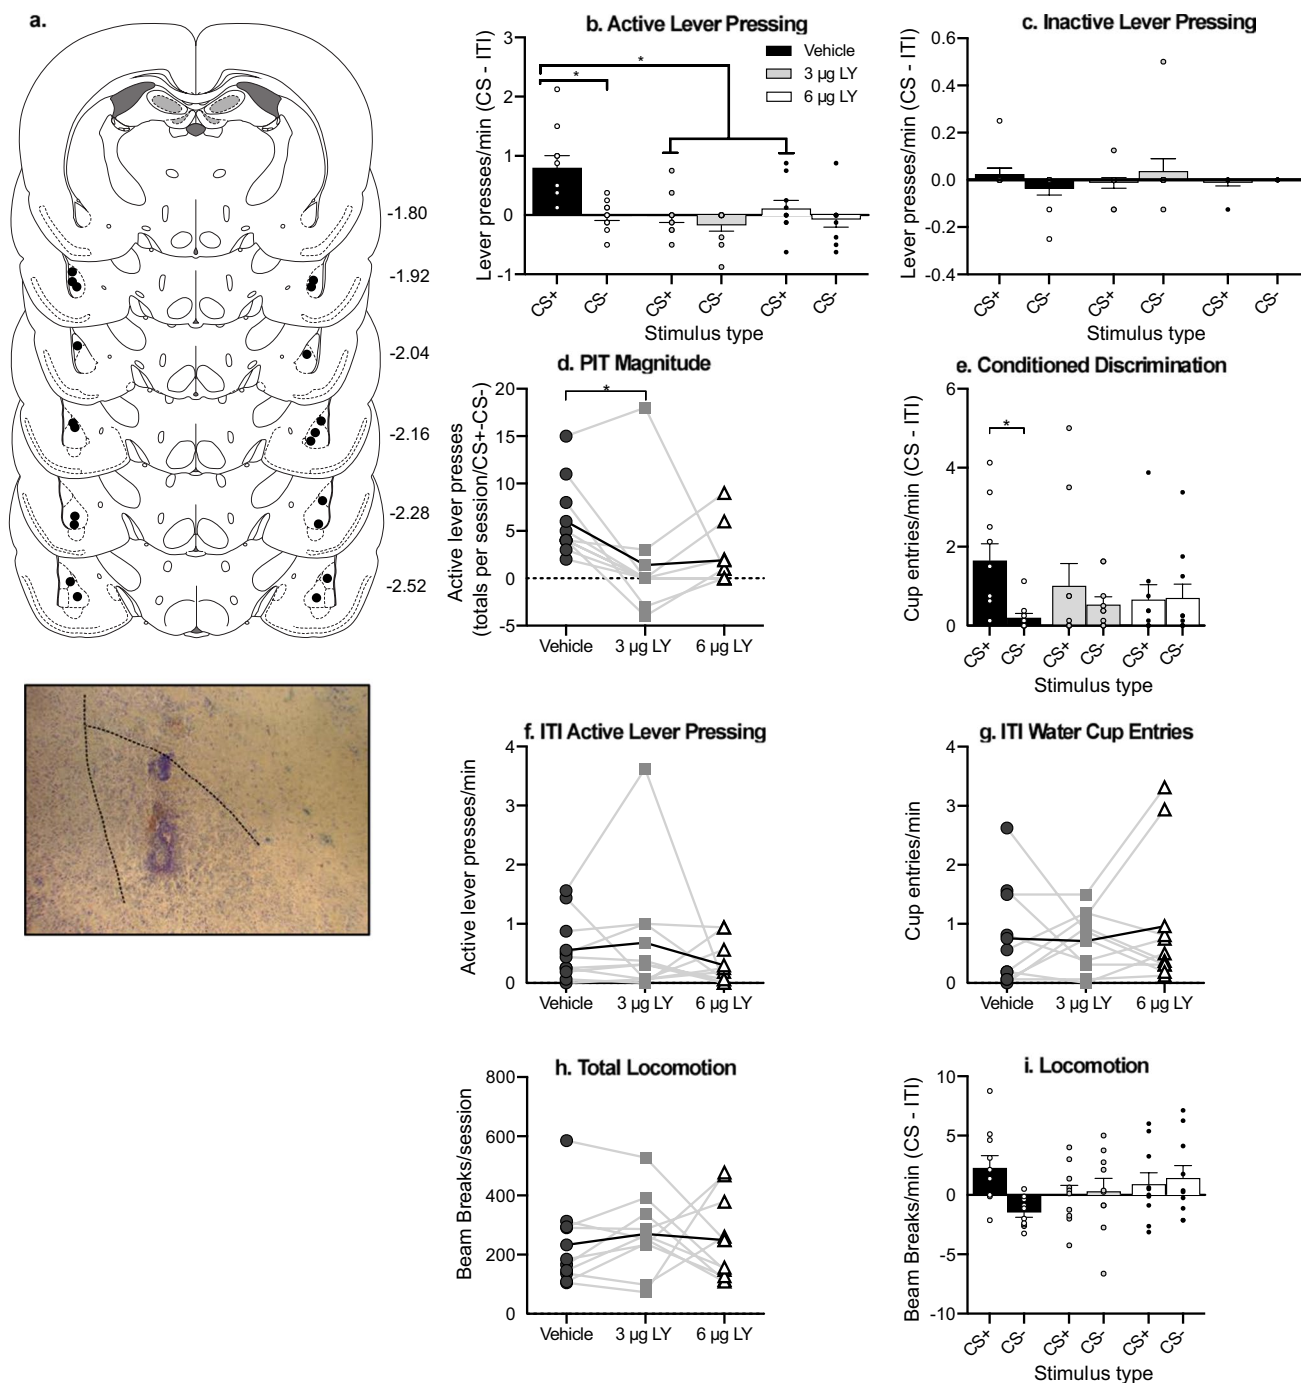 a.
-1.80
-1.92
-2.04
-2.16
-2.28
-2.52
b. Active Lever Pressing
Lever presses/min (CS - ITI)
3
2
1
0
-1
*
*
Vehicle
3 µg LY
6 µg LY
CS+
CS-
CS+
CS-
CS+
CS-
Stimulus type
c. Inactive Lever Pressing
Lever presses/min (CS - ITI)
0.6
0.4
0.2
0.0
-0.2
-0.4
CS+
CS-
CS+
CS-
CS+
CS-
Stimulus type
d. PIT Magnitude
Active lever presses
(totals per session/CS+-CS-)
20
15
10
5
0
-5
*
Vehicle
3 µg LY
6 µg LY
e. Conditioned Discrimination
Cup entries/min (CS - ITI)
6
4
2
0
*
CS+
CS-
CS+
CS-
CS+
CS-
Stimulus type
f. ITI Active Lever Pressing
Active lever presses/min
4
3
2
1
0
Vehicle
3 µg LY
6 µg LY
g. ITI Water Cup Entries
Cup entries/min
4
3
2
1
0
Vehicle
3 µg LY
6 µg LY
h. Total Locomotion
Beam Breaks/session
800
600
400
200
0
Vehicle
3 µg LY
6 µg LY
i. Locomotion
Beam Breaks/min (CS - ITI)
10
5
0
-5
-10
CS+
CS-
CS+
CS-
CS+
CS-
Stimulus type